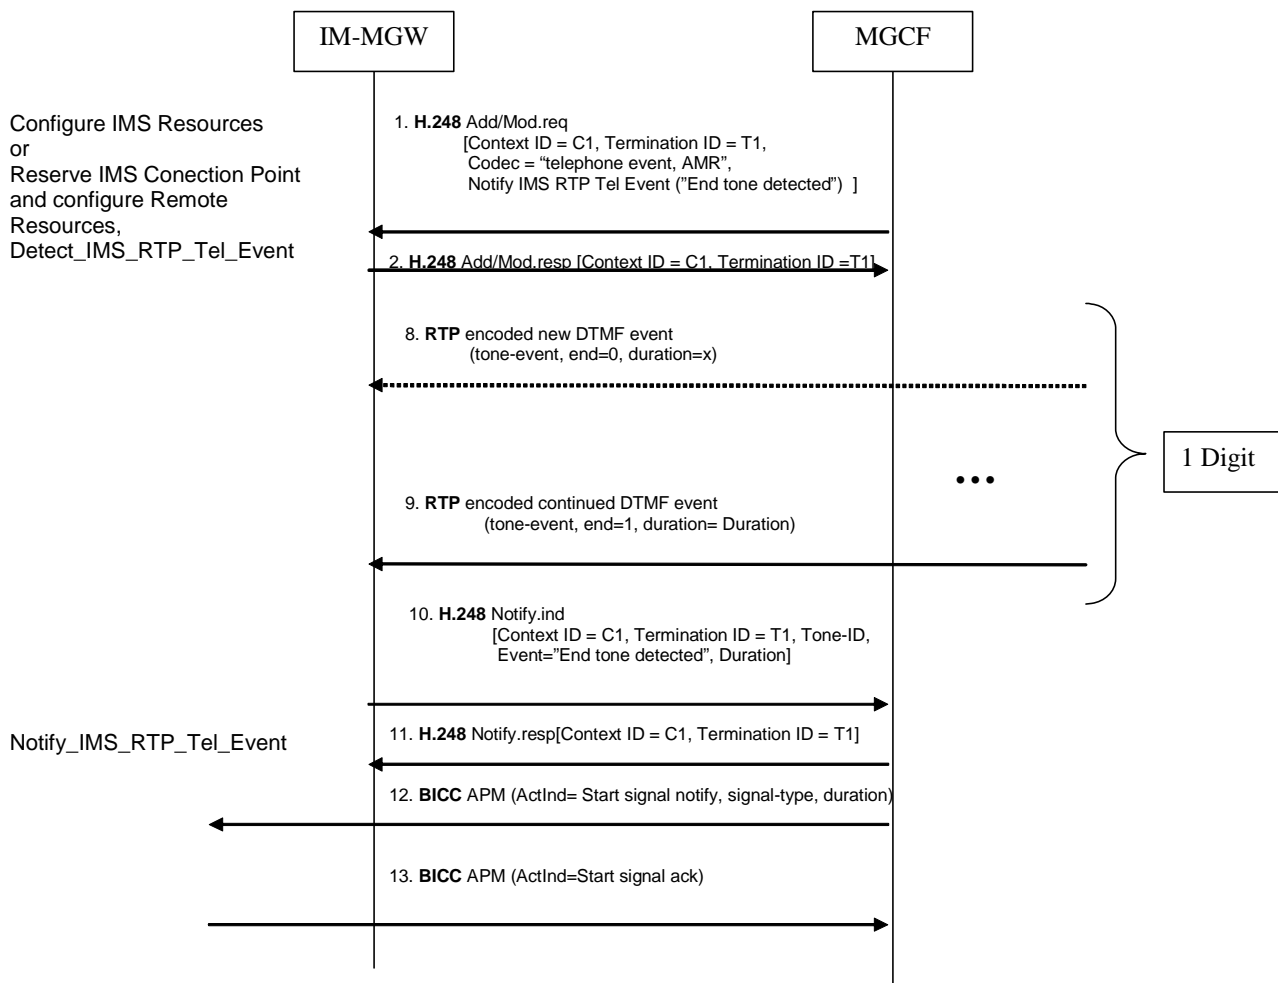 IM-MGW
MGCF
Configure IMS Resources
or
Reserve IMS Conection Point
and configure Remote
Resources,
Detect_IMS_RTP_Tel_Event
1. H.248 Add/Mod.req
[Context ID = C1, Termination ID = T1,
Codec = “telephone event, AMR”,
Notify IMS RTP Tel Event (”End tone detected”)  ]
2. H.248 Add/Mod.resp [Context ID = C1, Termination ID =T1]
8. RTP encoded new DTMF event
(tone-event, end=0, duration=x)
1 Digit
...
9. RTP encoded continued DTMF event
(tone-event, end=1, duration= Duration)
10. H.248 Notify.ind
[Context ID = C1, Termination ID = T1, Tone-ID,
Event=”End tone detected”, Duration]
Notify_IMS_RTP_Tel_Event
11. H.248 Notify.resp[Context ID = C1, Termination ID = T1]
12. BICC APM (ActInd= Start signal notify, signal-type, duration)
13. BICC APM (ActInd=Start signal ack)